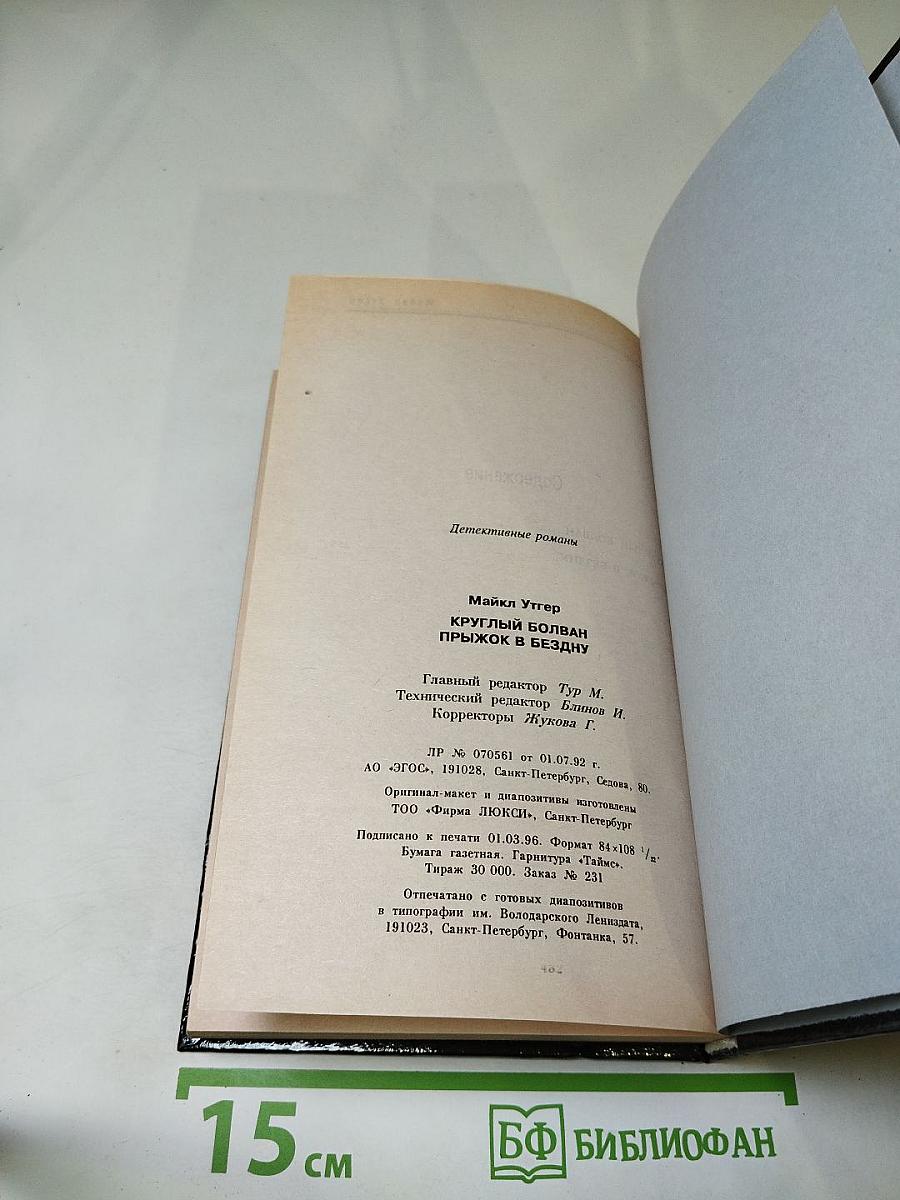 Детективные романы
Майкл Утгер
КРУГЛЫЙ БОЛВАН
ПРЫЖОК В БЕЗДНУ
Главный редактор Тур М.
Технический редактор Блинов И.
Корректоры Жукова Г.
ЛР № 070561 от 01.07.92 г.
АО «ЭГОС», 191028, Санкт-Петербург, Седова, 80.
Оригинал-макет и диапозитивы изготовлены
ТОО «Фирма ЛЮКСИ», Санкт-Петербург
Подписано к печати 01.03.96. Формат 84×108
Бумага газетная. Гарнитура «Таймс».
Тираж 30 000. Заказ № 231
Отпечатано с готовых диапозитивов
в типографии им. Володарского Лениздата,
191023, Санкт-Петербург, Фонтанка, 57.
15 см
БФ БИБЛИОФАН